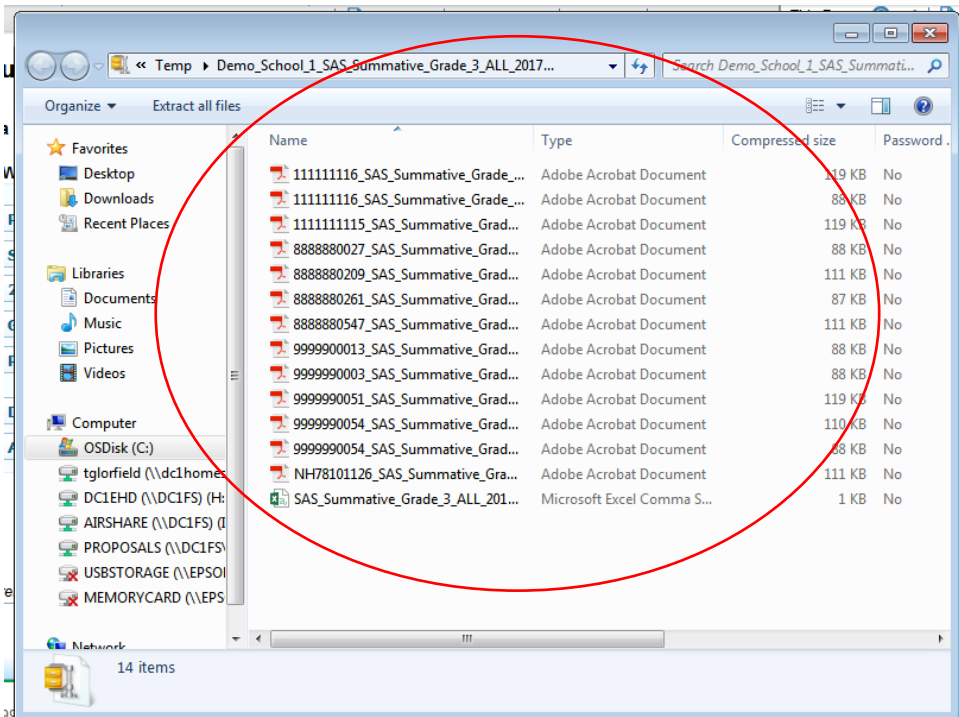 « Temp ▸ Demo_School_1_SAS_Summative_Grade_3_ALL_2017... Search Demo_School_1_SAS_Summati...
Organize Extract all files
Favorites
Desktop
Downloads
Recent Places
Libraries
Documents
Music
Pictures
Videos
Computer
OSDisk (C:)
tglorfield (\\dc1homes
DC1EHD (\\DC1FS) (H:
AIRSHARE (\\DC1FS) (I
PROPOSALS (\\DC1FS\
USBSTORAGE (\\EPSOI
MEMORYCARD (\\EPS
Network
Name Type Compressed size Password .
111111116_SAS_Summative_Grade_... Adobe Acrobat Document 119 KB No
111111116_SAS_Summative_Grade_... Adobe Acrobat Document 88 KB No
1111111115_SAS_Summative_Grad... Adobe Acrobat Document 119 KB No
8888880027_SAS_Summative_Grad... Adobe Acrobat Document 88 KB No
8888880209_SAS_Summative_Grad... Adobe Acrobat Document 111 KB No
8888880261_SAS_Summative_Grad... Adobe Acrobat Document 87 KB No
8888880547_SAS_Summative_Grad... Adobe Acrobat Document 111 KB No
9999900013_SAS_Summative_Grad... Adobe Acrobat Document 88 KB No
9999990003_SAS_Summative_Grad... Adobe Acrobat Document 88 KB No
9999990051_SAS_Summative_Grad... Adobe Acrobat Document 119 KB No
9999990054_SAS_Summative_Grad... Adobe Acrobat Document 110 KB No
9999990054_SAS_Summative_Grad... Adobe Acrobat Document 88 KB No
NH78101126_SAS_Summative_Gra... Adobe Acrobat Document 111 KB No
SAS_Summative_Grade_3_ALL_201... Microsoft Excel Comma S... 1 KB No
14 items